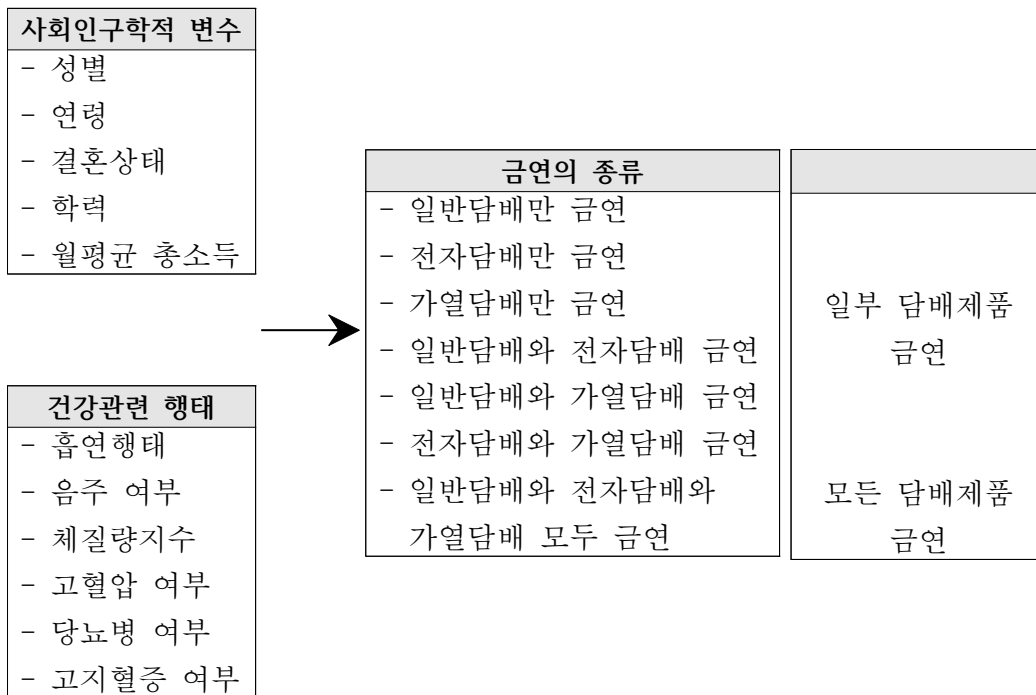 사회인구학적 변수
- 성별
- 연령
- 결혼상태
- 학력
- 월평균 총소득
건강관련 행태
- 흡연행태
- 음주 여부
- 체질량지수
- 고혈압 여부
- 당뇨병 여부
- 고지혈증 여부
금연의 종류
- 일반담배만 금연
- 전자담배만 금연
- 가열담배만 금연
- 일반담배와 전자담배 금연
- 일반담배와 가열담배 금연
- 전자담배와 가열담배 금연
- 일반담배와 전자담배와
가열담배 모두 금연
일부 담배제품
금연
모든 담배제품
금연